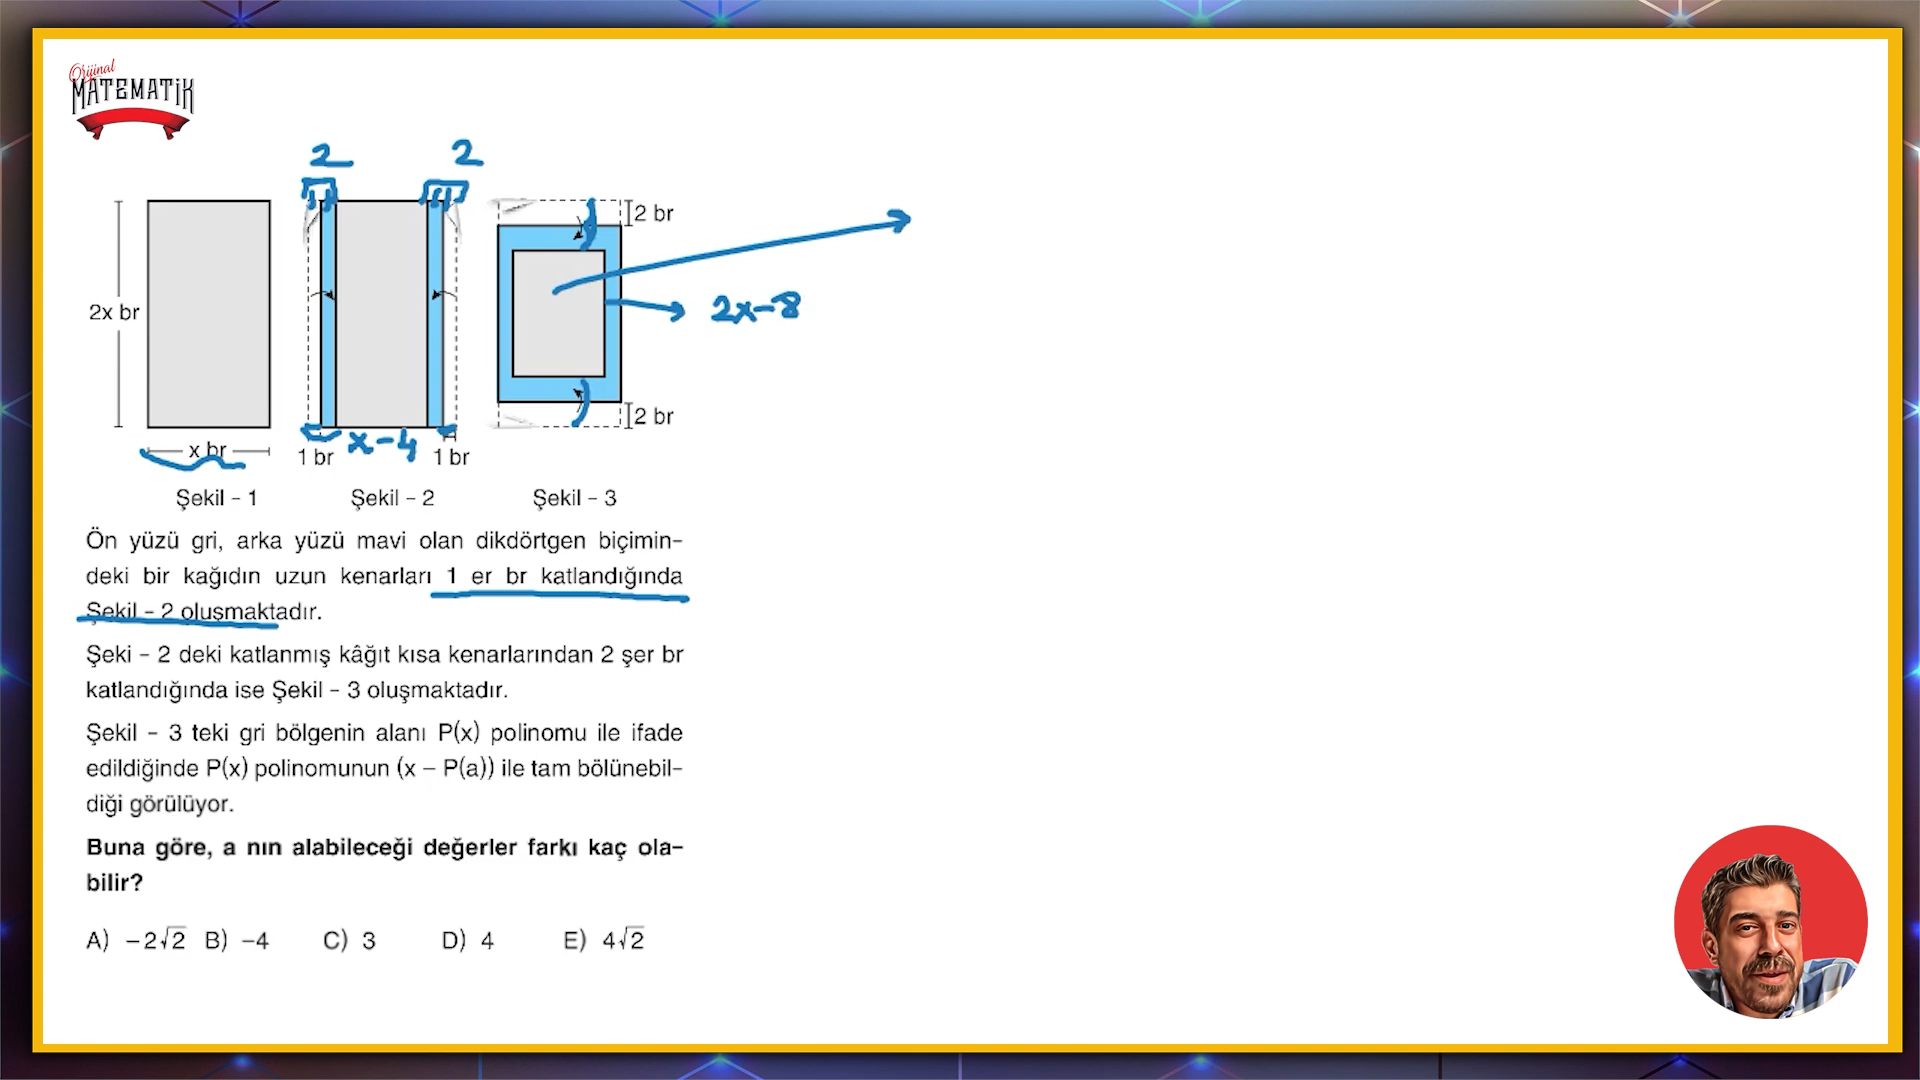 Orijinal
MATEMATİK
2 2
2 br
2x-8
2x br
2 br
x br
x-4
1 br 1 br
Şekil - 1 Şekil - 2 Şekil - 3
Ön yüzü gri, arka yüzü mavi olan dikdörtgen biçimin-
deki bir kağıdın uzun kenarları 1 er br katlandığında
Şekil - 2 oluşmaktadır.
Şeki - 2 deki katlanmış kâğıt kısa kenarlarından 2 şer br
katlandığında ise Şekil - 3 oluşmaktadır.
Şekil - 3 teki gri bölgenin alanı P(x) polinomu ile ifade
edildiğinde P(x) polinomunun (x – P(a)) ile tam bölünebil-
diği görülüyor.
Buna göre, a nın alabileceği değerler farkı kaç ola-
bilir?
A) -2√2 B) -4 C) 3 D) 4 E) 4√2